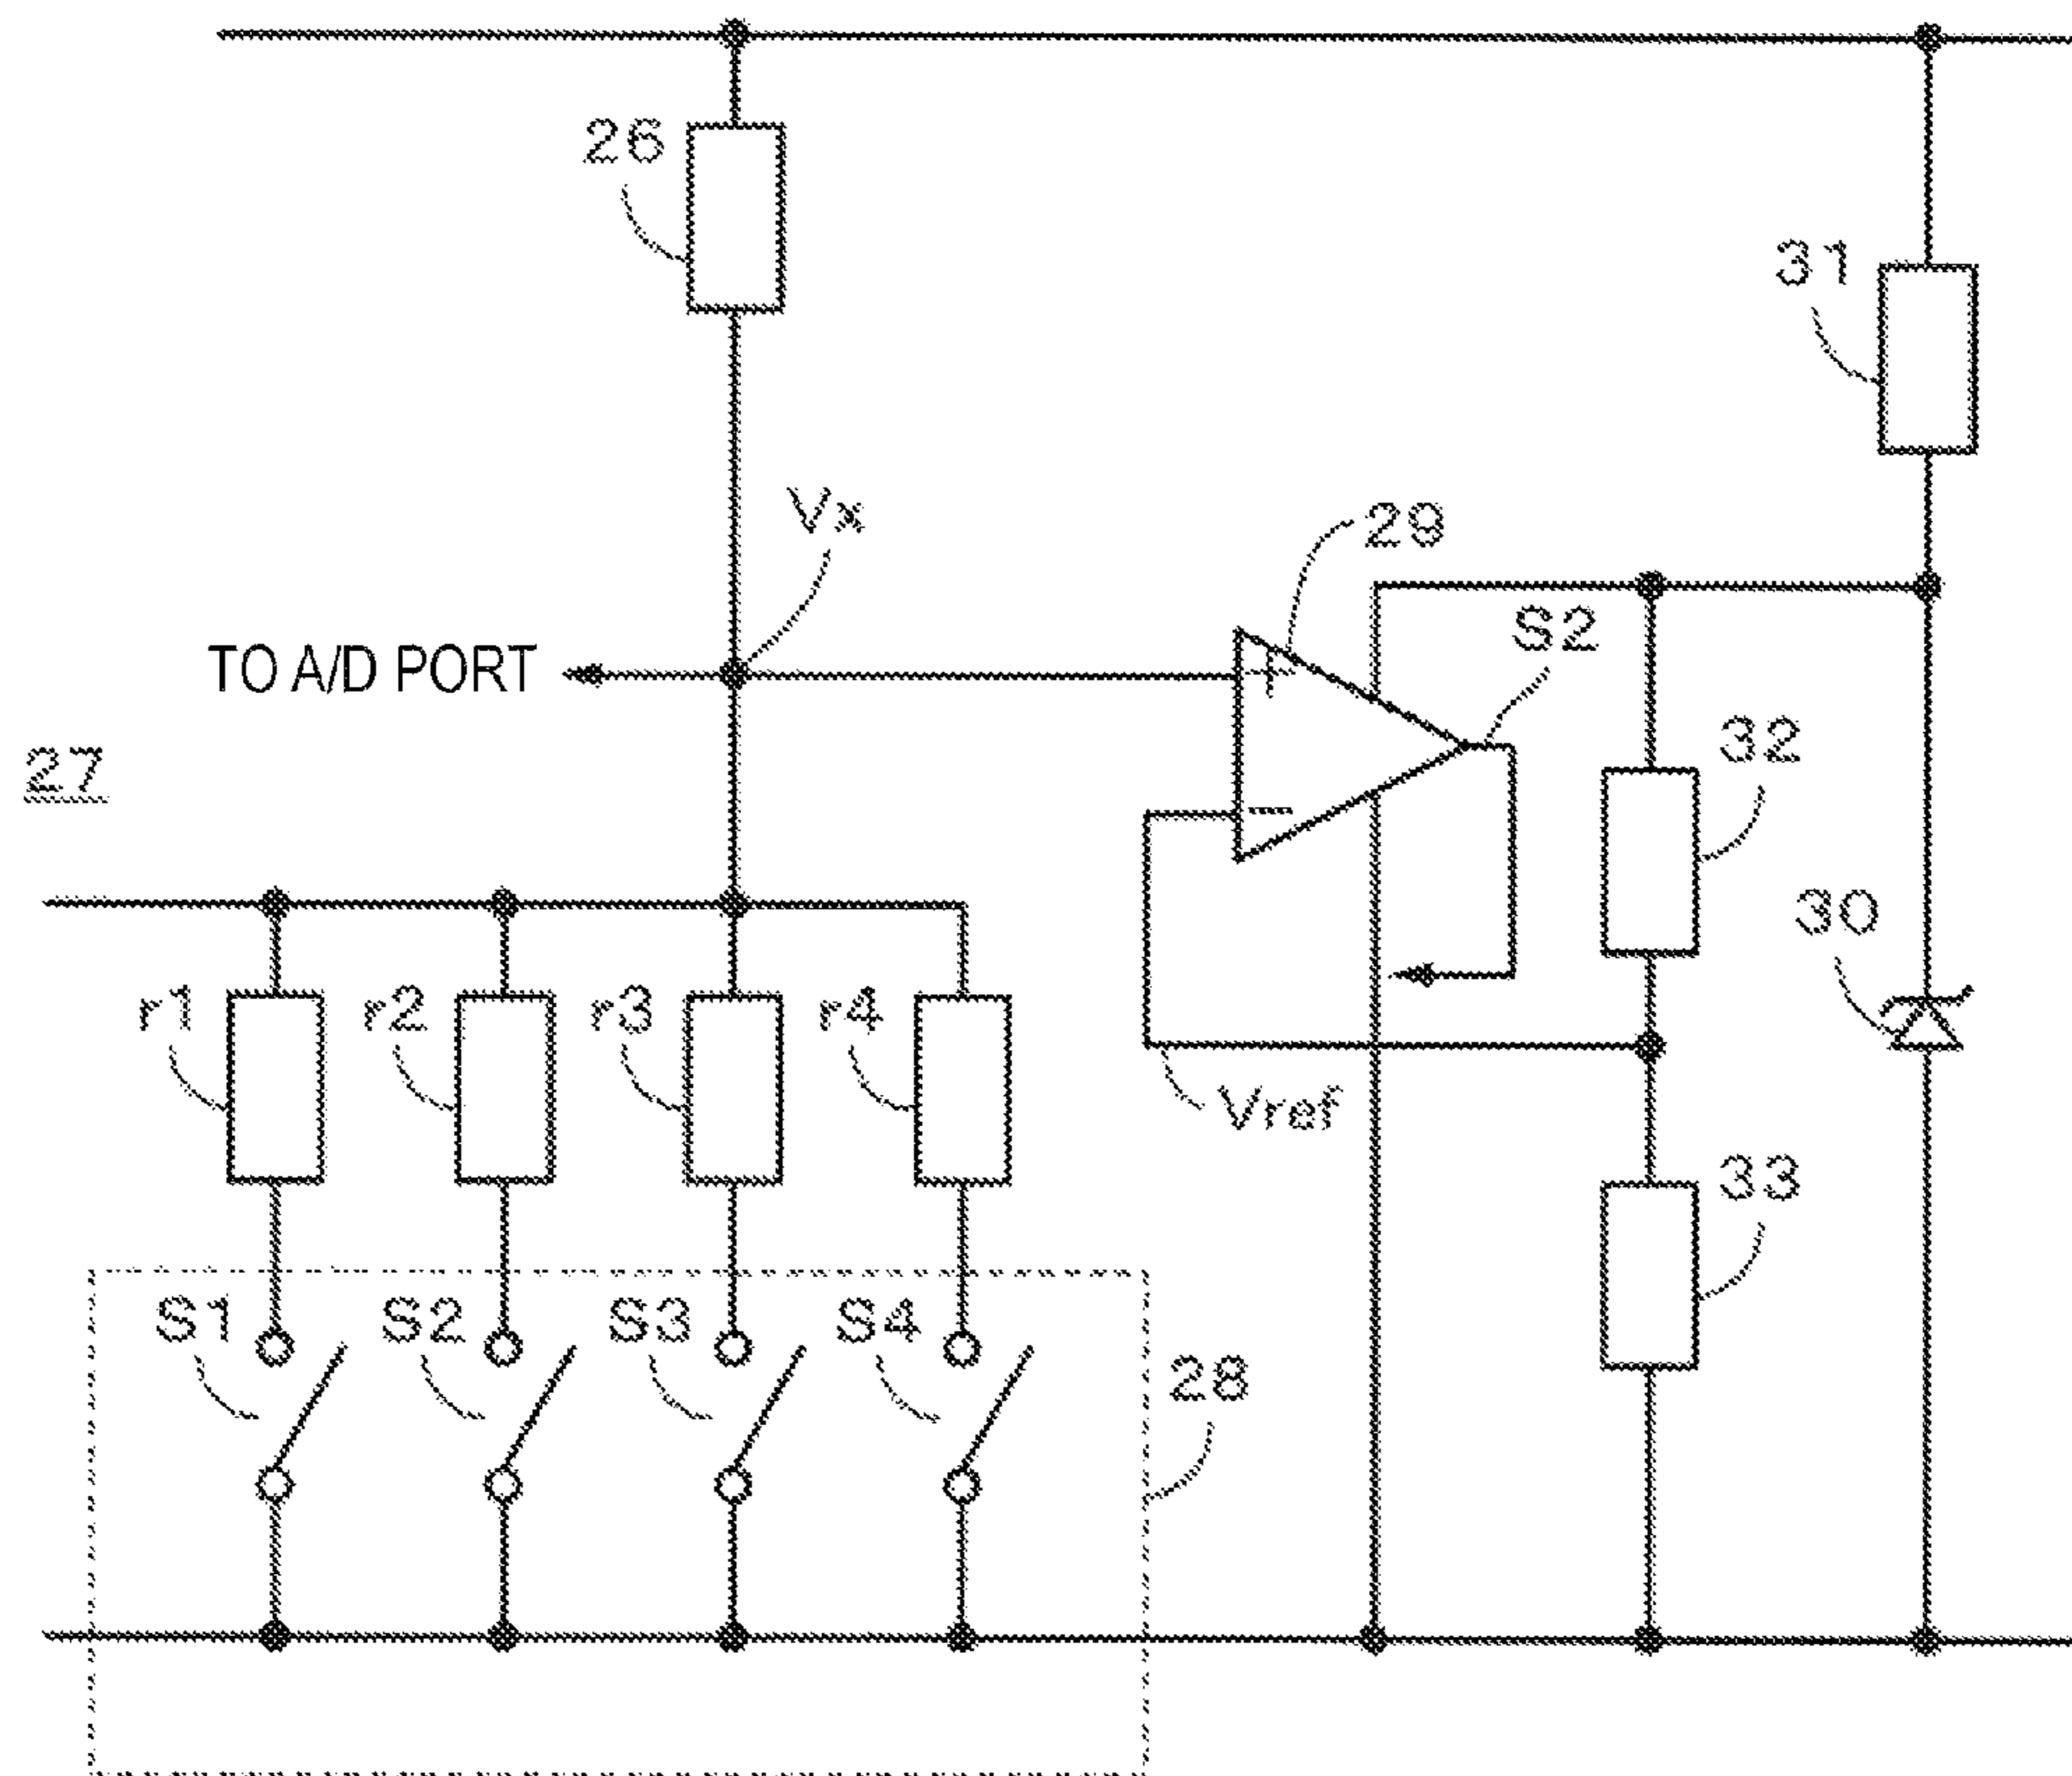 26
31
Vx
29
S2
TO A/D PORT
+
32
27
−
30
r1
r2
r3
r4
Vref
33
S1
S2
S3
S4
28